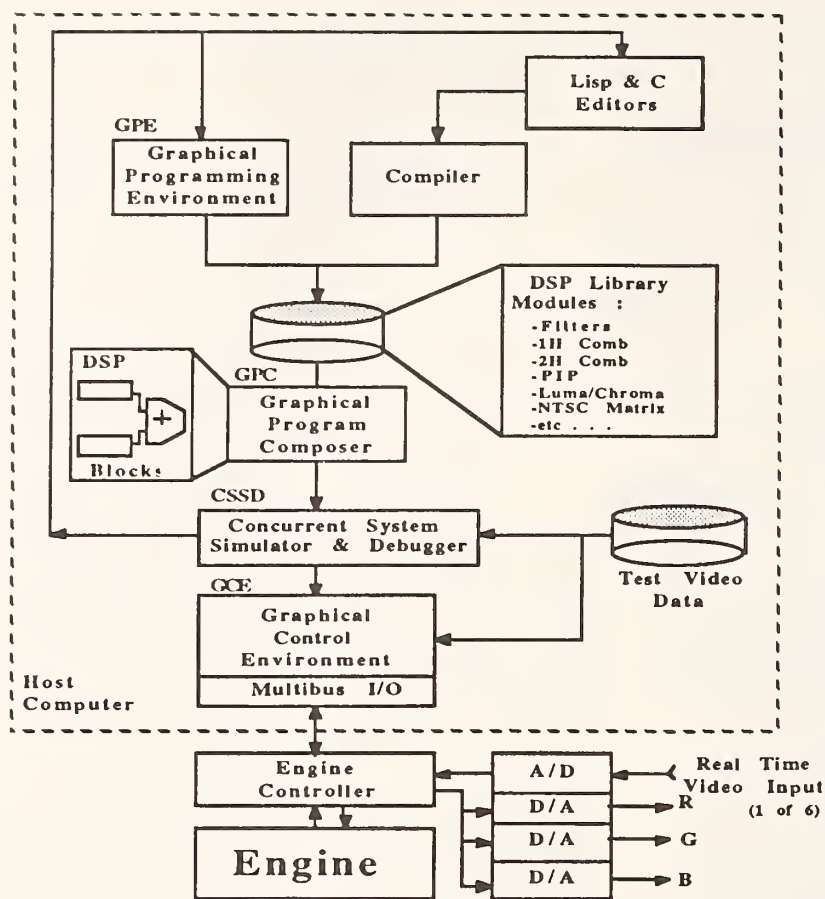 Lisp & C
Editors
GPE
Graphical
Programming
Environment
Compiler
DSP Library
Modules :
-Filters
-1H Comb
-2H Comb
-PIP
-Luma/Chroma
-NTSC Matrix
-etc . . .
DSP
+
Blocks
GPC
Graphical
Program
Composer
CSSD
Concurrent System
Simulator & Debugger
Test Video
Data
GCE
Graphical
Control
Environment
Multibus I/O
Host
Computer
Engine
Controller
Engine
A/D
D/A
D/A
D/A
Real Time
Video Input
(1 of 6)
R
G
B